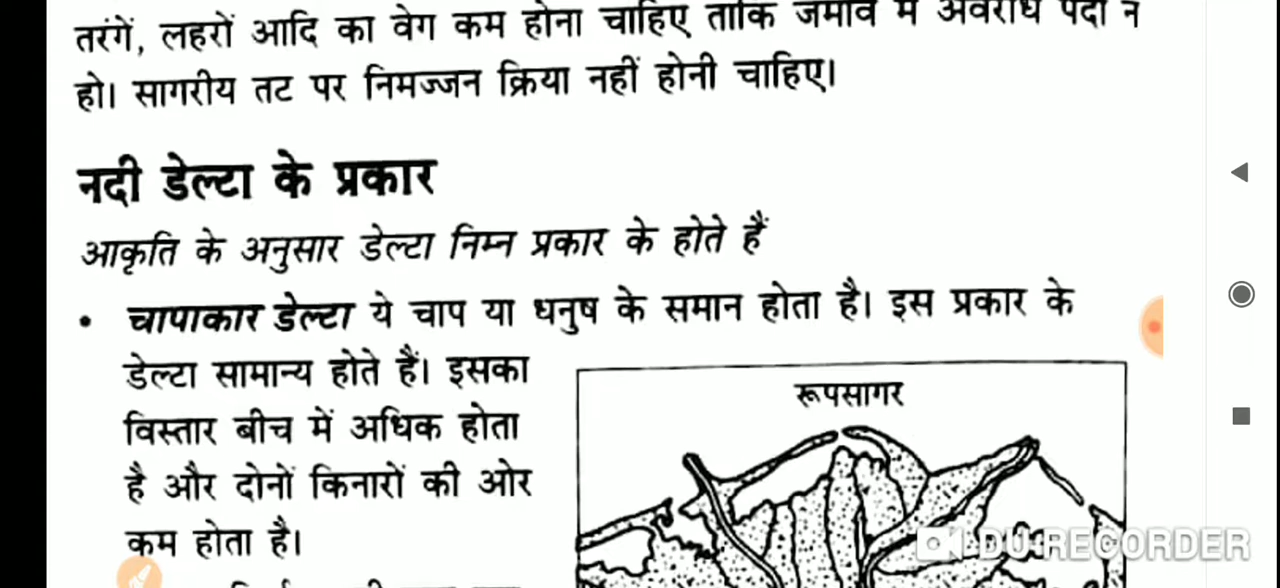 तरंगें, लहरों आदि का वेग कम होना चाहिए ताकि जमाव में अवरोध पैदा न
हो। सागरीय तट पर निमज्जन क्रिया नहीं होनी चाहिए।
नदी डेल्टा के प्रकार
आकृति के अनुसार डेल्टा निम्न प्रकार के होते हैं
• चापाकार डेल्टा ये चाप या धनुष के समान होता है। इस प्रकार के
डेल्टा सामान्य होते हैं। इसका
विस्तार बीच में अधिक होता
है और दोनों किनारों की ओर
कम होता है।
रूपसागर
DU RECORDER